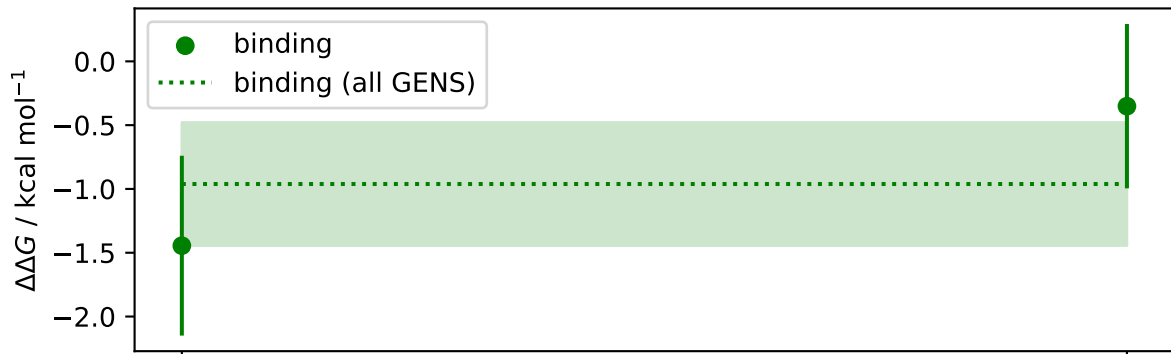 binding
binding (all GENS)
0.0
−0.5
−1.0
−1.5
−2.0
ΔΔG / kcal mol⁻¹